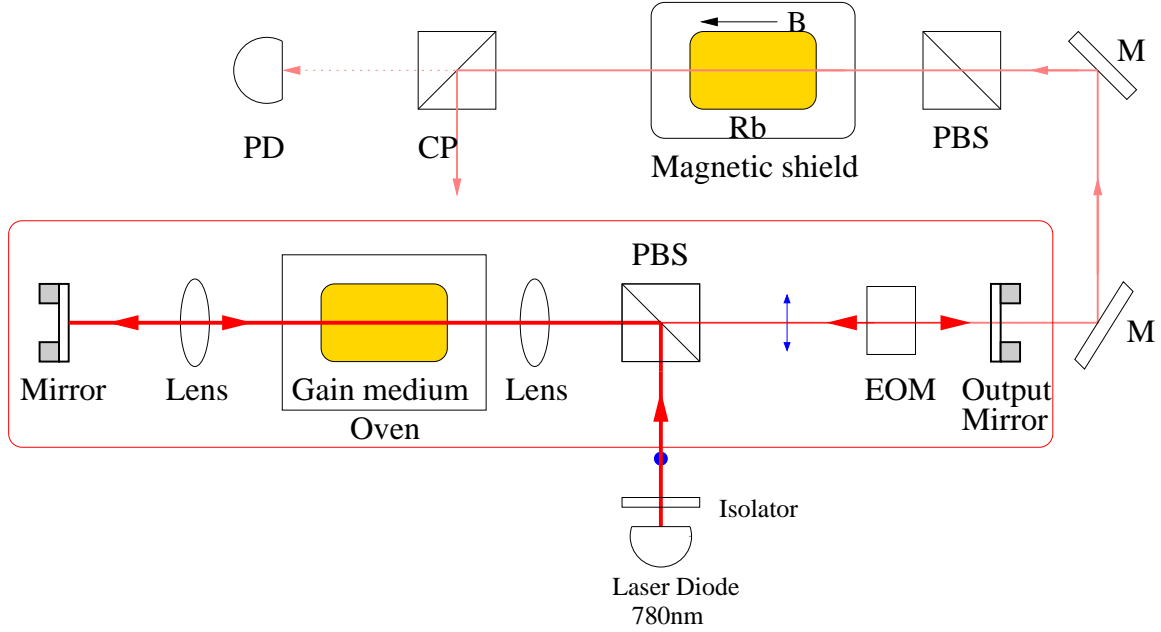 B
M
PD
CP
Rb
PBS
Magnetic shield
PBS
M
Mirror
Lens
Gain medium
Lens
EOM
Output
Mirror
Oven
Isolator
Laser Diode
780nm